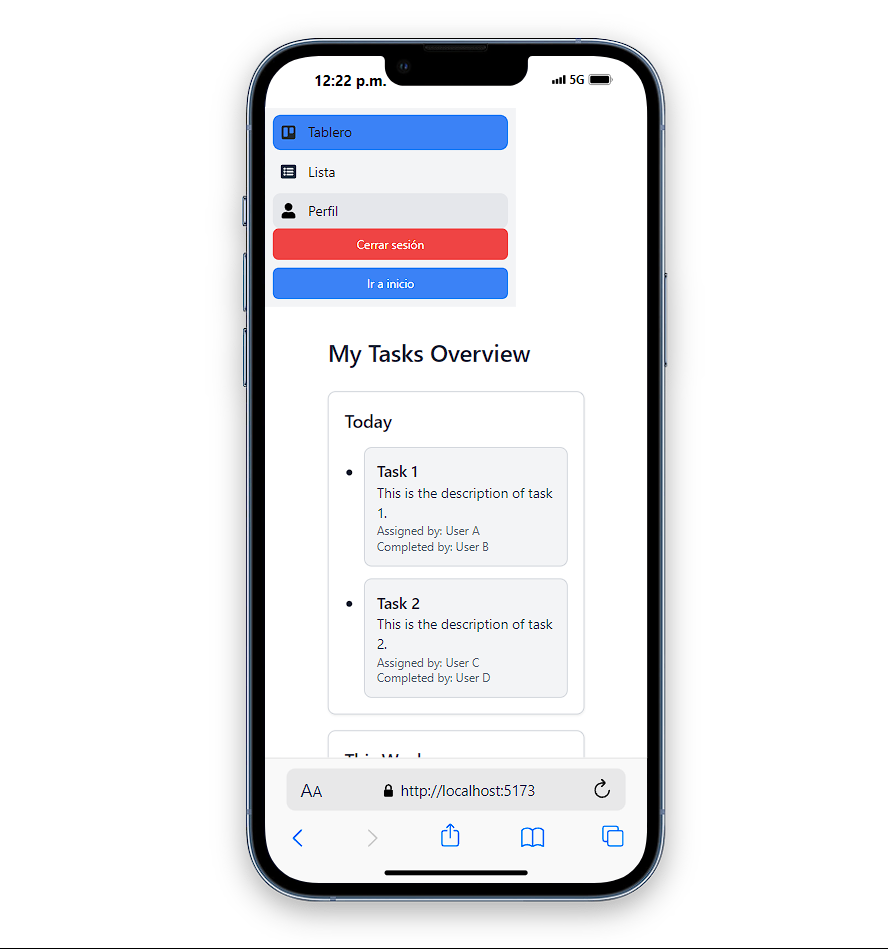 12:22 p.m.
5G
Tablero
Lista
Perfil
Cerrar sesión
Ir a inicio
My Tasks Overview
Today
Task 1
This is the description of task
1.
Assigned by: User A
Completed by: User B
Task 2
This is the description of task
2.
Assigned by: User C
Completed by: User D
This Week
AA
http://localhost:5173